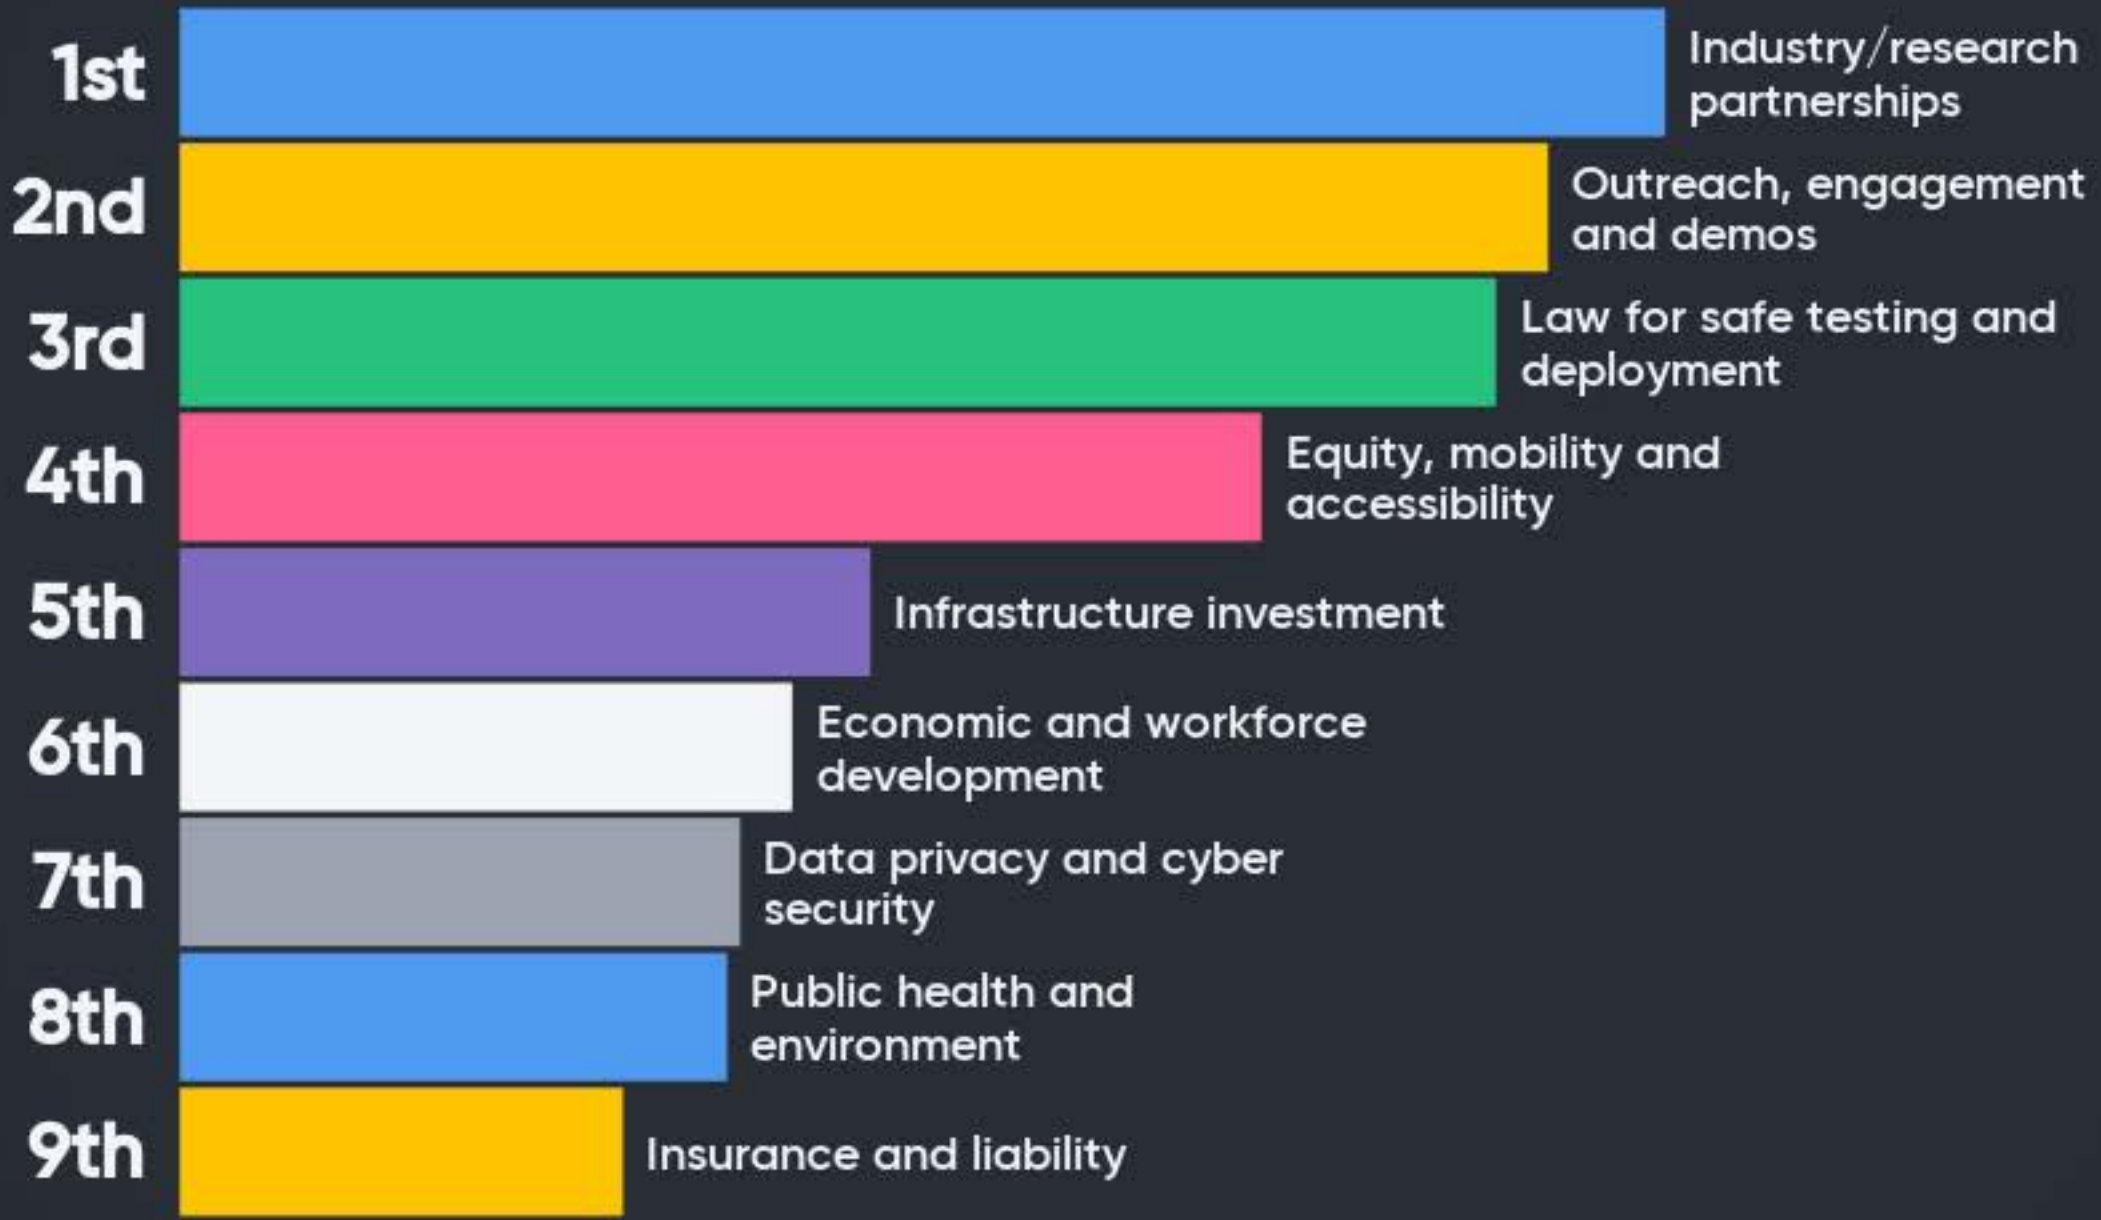 1st
Industry/research
partnerships
2nd
Outreach, engagement
and demos
3rd
Law for safe testing and
deployment
4th
Equity, mobility and
accessibility
5th
Infrastructure investment
6th
Economic and workforce
development
7th
Data privacy and cyber
security
8th
Public health and
environment
9th
Insurance and liability